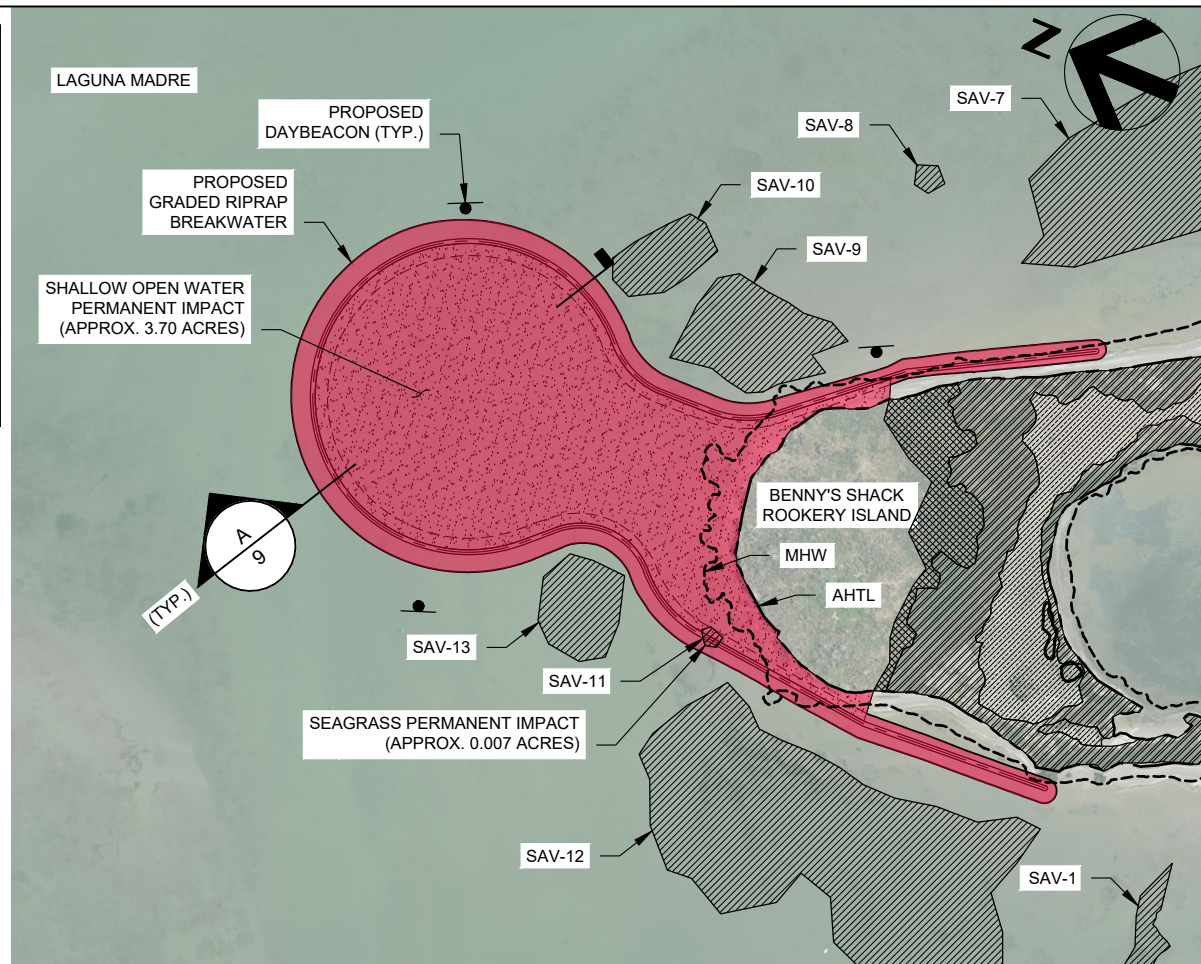 LAGUNA MADRE
PROPOSED
DAYBEACON (TYP.)
PROPOSED
GRADED RIPRAP
BREAKWATER
SHALLOW OPEN WATER
PERMANENT IMPACT
(APPROX. 3.70 ACRES)
N
SAV-7
SAV-8
SAV-10
SAV-9
BENNY'S SHACK
ROOKERY ISLAND
MHW
AHTL
A
9
(TYP.)
SAV-13
SAV-11
SEAGRASS PERMANENT IMPACT
(APPROX. 0.007 ACRES)
SAV-12
SAV-1